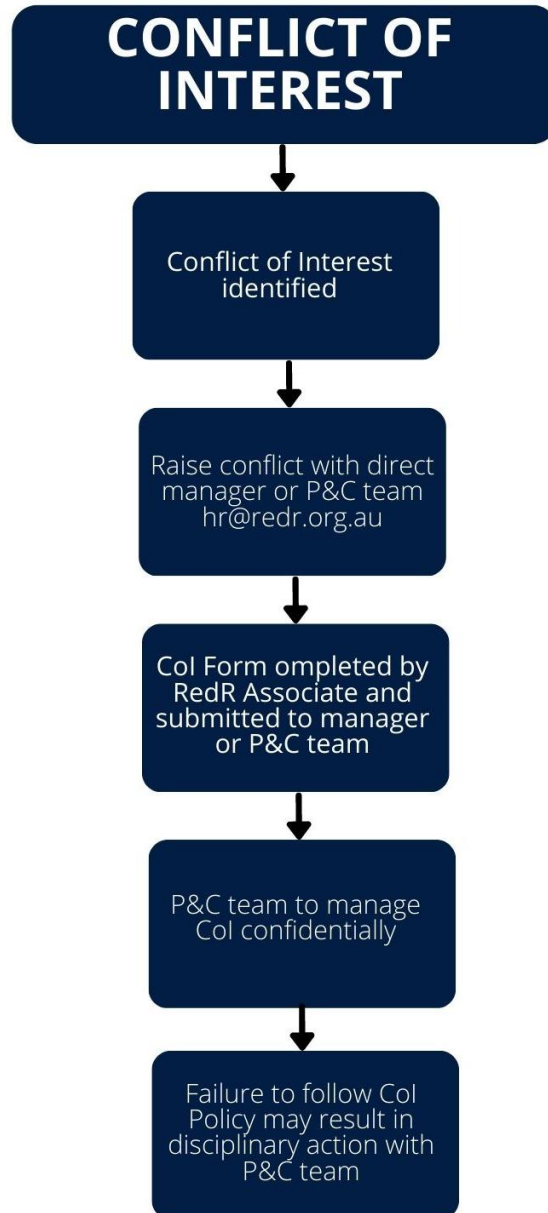 CONFLICT OF
INTEREST
Conflict of Interest
identified
Raise conflict with direct
manager or P&C team
hr@redr.org.au
CoI Form ompleted by
RedR Associate and
submitted to manager
or P&C team
P&C team to manage
CoI confidentially
Failure to follow CoI
Policy may result in
disciplinary action with
P&C team